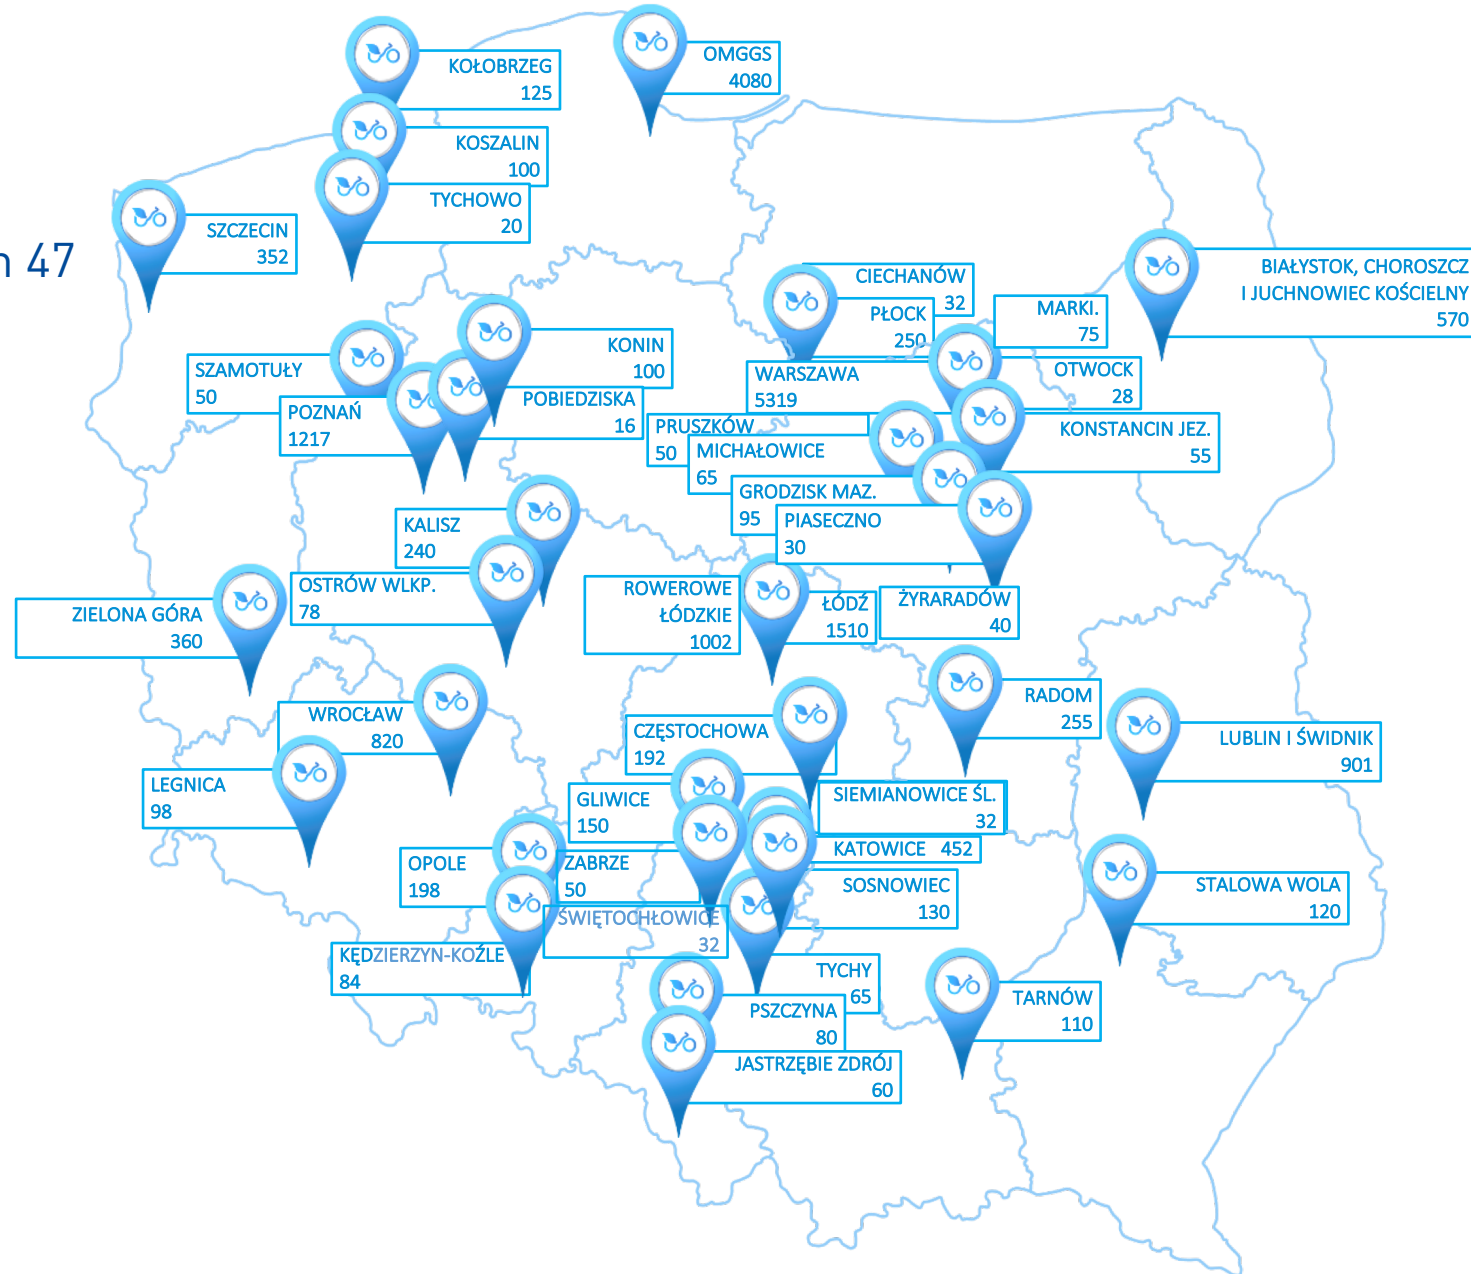 KOŁOBRZEG
125
OMGGS
4080
KOSZALIN
100
TYCHOWO
20
SZCZECIN
352
n 47
CIECHANÓW
32
BIAŁYSTOK, CHOROSZCZ
I JUCHNOWIEC KOŚCIELNY
570
PŁOCK
250
MARKI.
75
KONIN
100
SZAMOTUŁY
50
WARSZAWA
5319
OTWOCK
28
POBIEDZISKA
16
POZNAŃ
1217
PRUSZKÓW
50
KONSTANCIN JEZ.
55
MICHAŁOWICE
65
GRODZISK MAZ.
95
PIASECZNO
30
KALISZ
240
OSTRÓW WLKP.
78
ROWEROWE
ŁÓDZKIE
1002
ŁÓDŹ
1510
ŻYRARADÓW
40
ZIELONA GÓRA
360
RADOM
255
WROCŁAW
820
CZĘSTOCHOWA
192
LUBLIN I ŚWIDNIK
901
LEGNICA
98
GLIWICE
150
SIEMIANOWICE ŚL.
32
KATOWICE 452
OPOLE
198
ZABRZE
50
SOSNOWIEC
130
STALOWA WOLA
120
ŚWIĘTOCHŁOWICE
32
KĘDZIERZYN-KOŹLE
84
TYCHY
65
TARNÓW
110
PSZCZYNA
80
JASTRZĘBIE ZDRÓJ
60